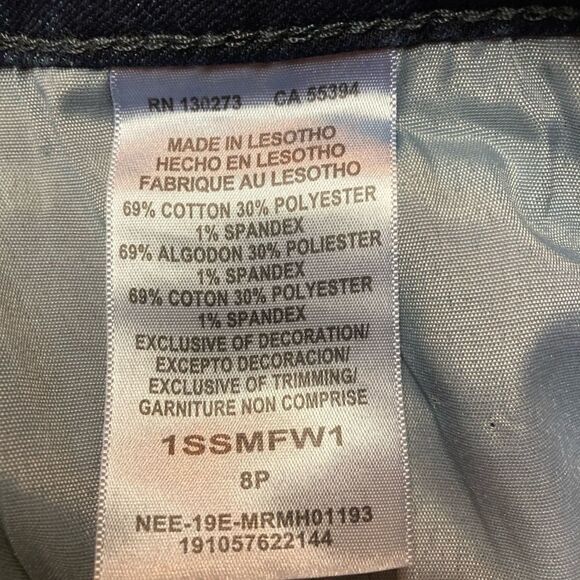 RN 130273 CA 55394
MADE IN LESOTHO
HECHO EN LESOTHO
FABRIQUE AU LESOTHO
69% COTTON 30% POLYESTER
1% SPANDEX
69% ALGODON 30% POLIESTER
1% SPANDEX
69% COTON 30% POLYESTER
1% SPANDEX
EXCLUSIVE OF DECORATION/
EXCEPTO DECORACION/
EXCLUSIVE OF TRIMMING/
GARNITURE NON COMPRISE
1SSMFW1
8P
NEE-19E-MRMH01193
191057622144